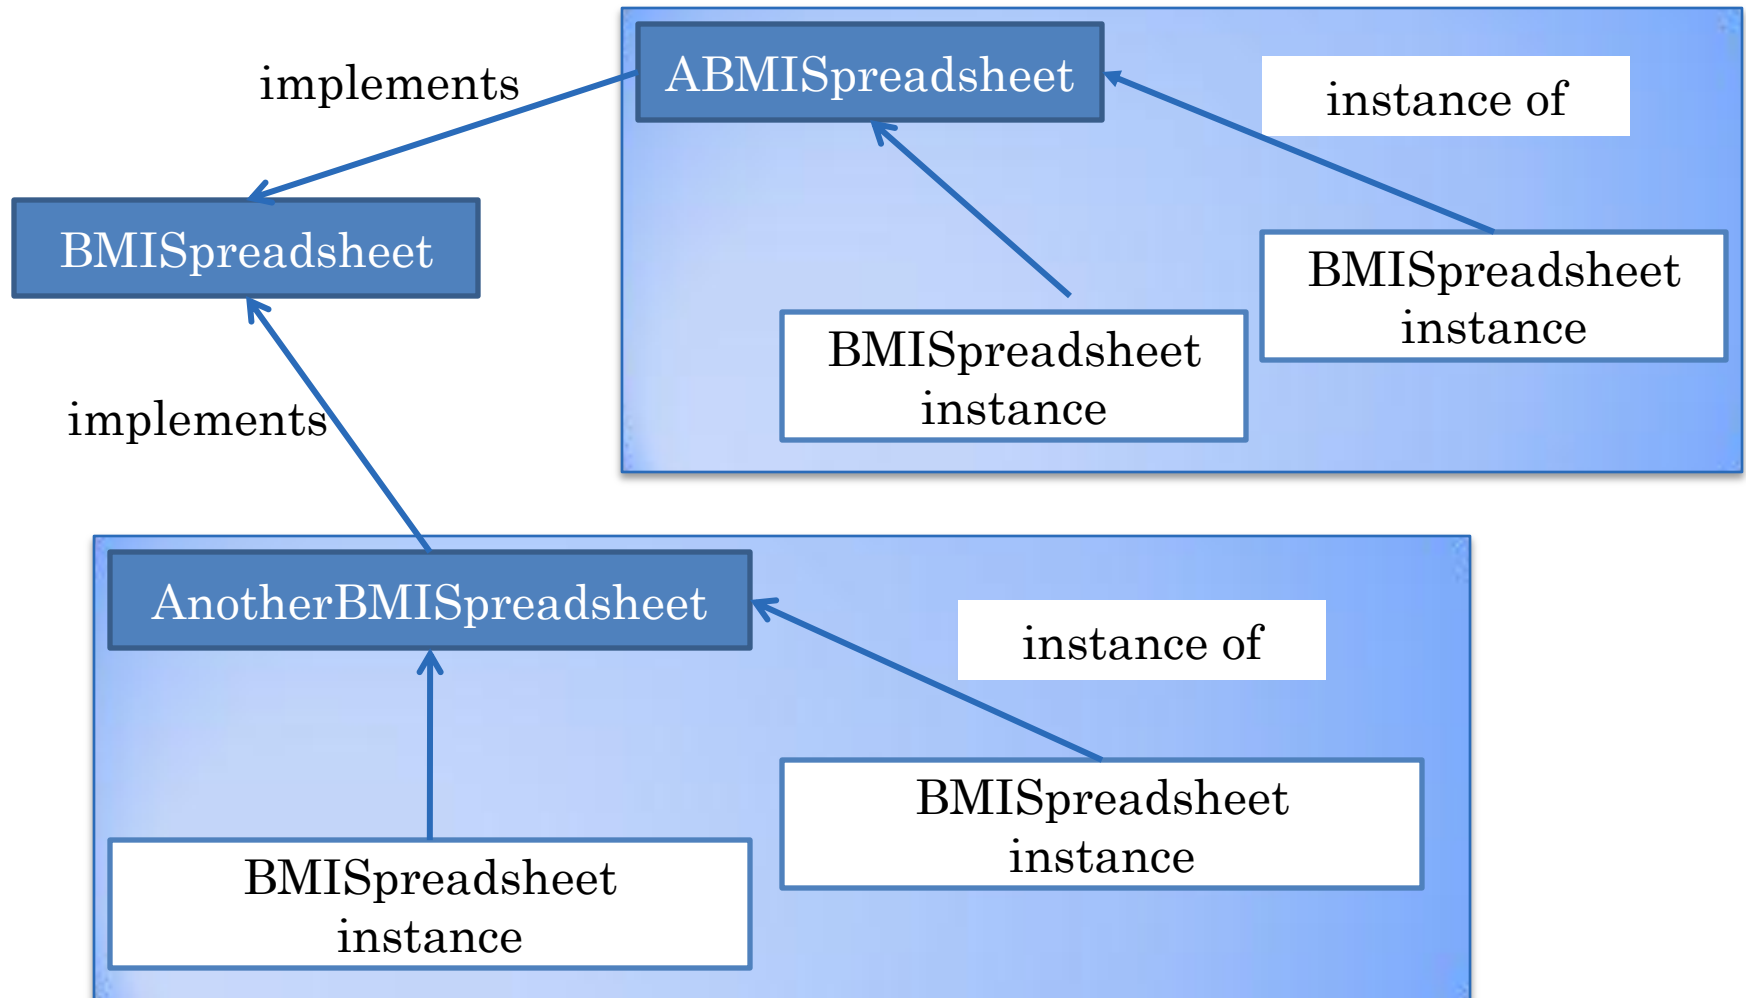 ABMISpreadsheet
implements
instance of
BMISpreadsheet
BMISpreadsheet
instance
BMISpreadsheet
instance
implements
AnotherBMISpreadsheet
instance of
BMISpreadsheet
instance
BMISpreadsheet
instance